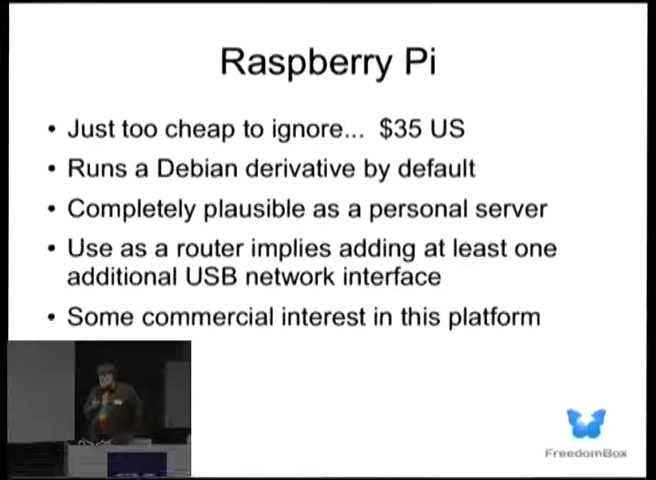 Raspberry Pi
• Just too cheap to ignore... $35 US
• Runs a Debian derivative by default
• Completely plausible as a personal server
• Use as a router implies adding at least one
additional USB network interface
• Some commercial interest in this platform
FreedomBox